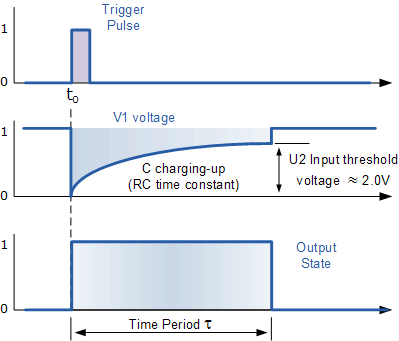 Trigger
Pulse
1
0
t0
V1 voltage
1
C charging-up
(RC time constant)
U2 Input threshold
voltage ≈ 2.0V
0
1
Output
State
0
Time Period τ